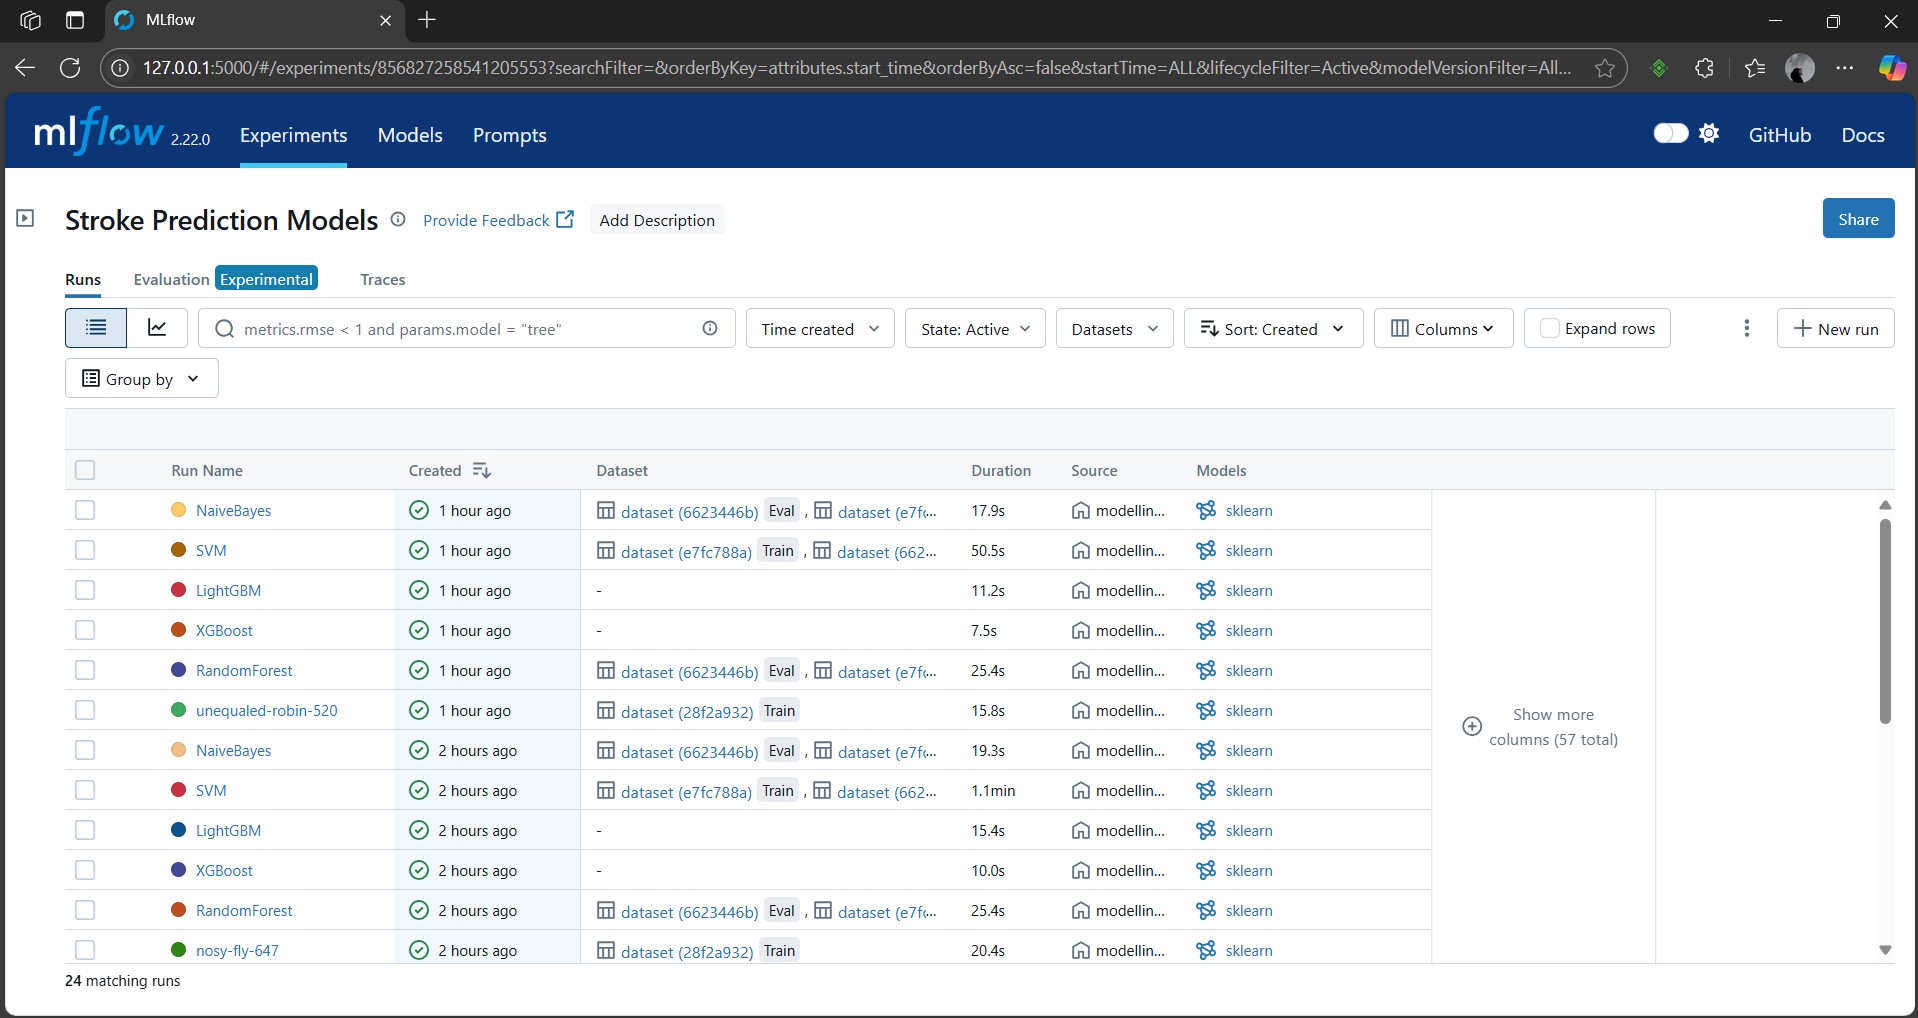 MLflow
127.0.0.1:5000/#/experiments/856827258541205553?searchFilter=&orderByKey=attributes.start_time&orderByAsc=false&startTime=ALL&lifecycleFilter=Active&modelVersionFilter=All...
mlflow 2.22.0 Experiments Models Prompts GitHub Docs
Stroke Prediction Models Provide Feedback Add Description Share
Runs Evaluation Experimental Traces
metrics.rmse < 1 and params.model = "tree" Time created State: Active Datasets Sort: Created Columns Expand rows New run
Group by
Run Name Created Dataset Duration Source Models
NaiveBayes 1 hour ago dataset (6623446b) Eval , dataset (e7f(... 17.9s modellin... sklearn
SVM 1 hour ago dataset (e7fc788a) Train , dataset (662... 50.5s modellin... sklearn
LightGBM 1 hour ago - 11.2s modellin... sklearn
XGBoost 1 hour ago - 7.5s modellin... sklearn
RandomForest 1 hour ago dataset (6623446b) Eval , dataset (e7f(... 25.4s modellin... sklearn
unequaled-robin-520 1 hour ago dataset (28f2a932) Train 15.8s modellin... sklearn
Show more
columns (57 total)
NaiveBayes 2 hours ago dataset (6623446b) Eval , dataset (e7f(... 19.3s modellin... sklearn
SVM 2 hours ago dataset (e7fc788a) Train , dataset (662... 1.1min modellin... sklearn
LightGBM 2 hours ago - 15.4s modellin... sklearn
XGBoost 2 hours ago - 10.0s modellin... sklearn
RandomForest 2 hours ago dataset (6623446b) Eval , dataset (e7f(... 25.4s modellin... sklearn
nosy-fly-647 2 hours ago dataset (28f2a932) Train 20.4s modellin... sklearn
24 matching runs